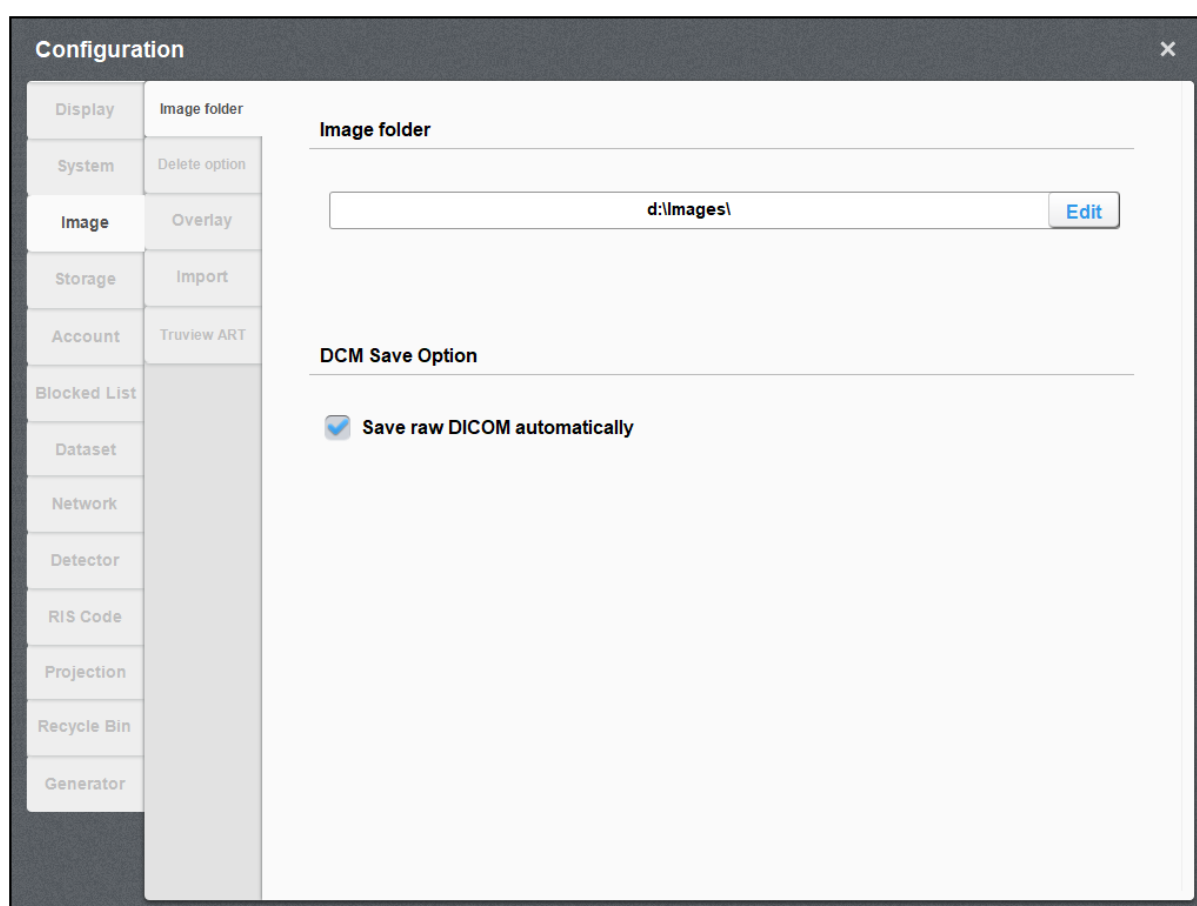 Configuration
×
Display
System
Image
Storage
Account
Blocked List
Dataset
Network
Detector
RIS Code
Projection
Recycle Bin
Generator
Image folder
Delete option
Overlay
Import
Truview ART
Image folder
d:\Images\
Edit
DCM Save Option
Save raw DICOM automatically